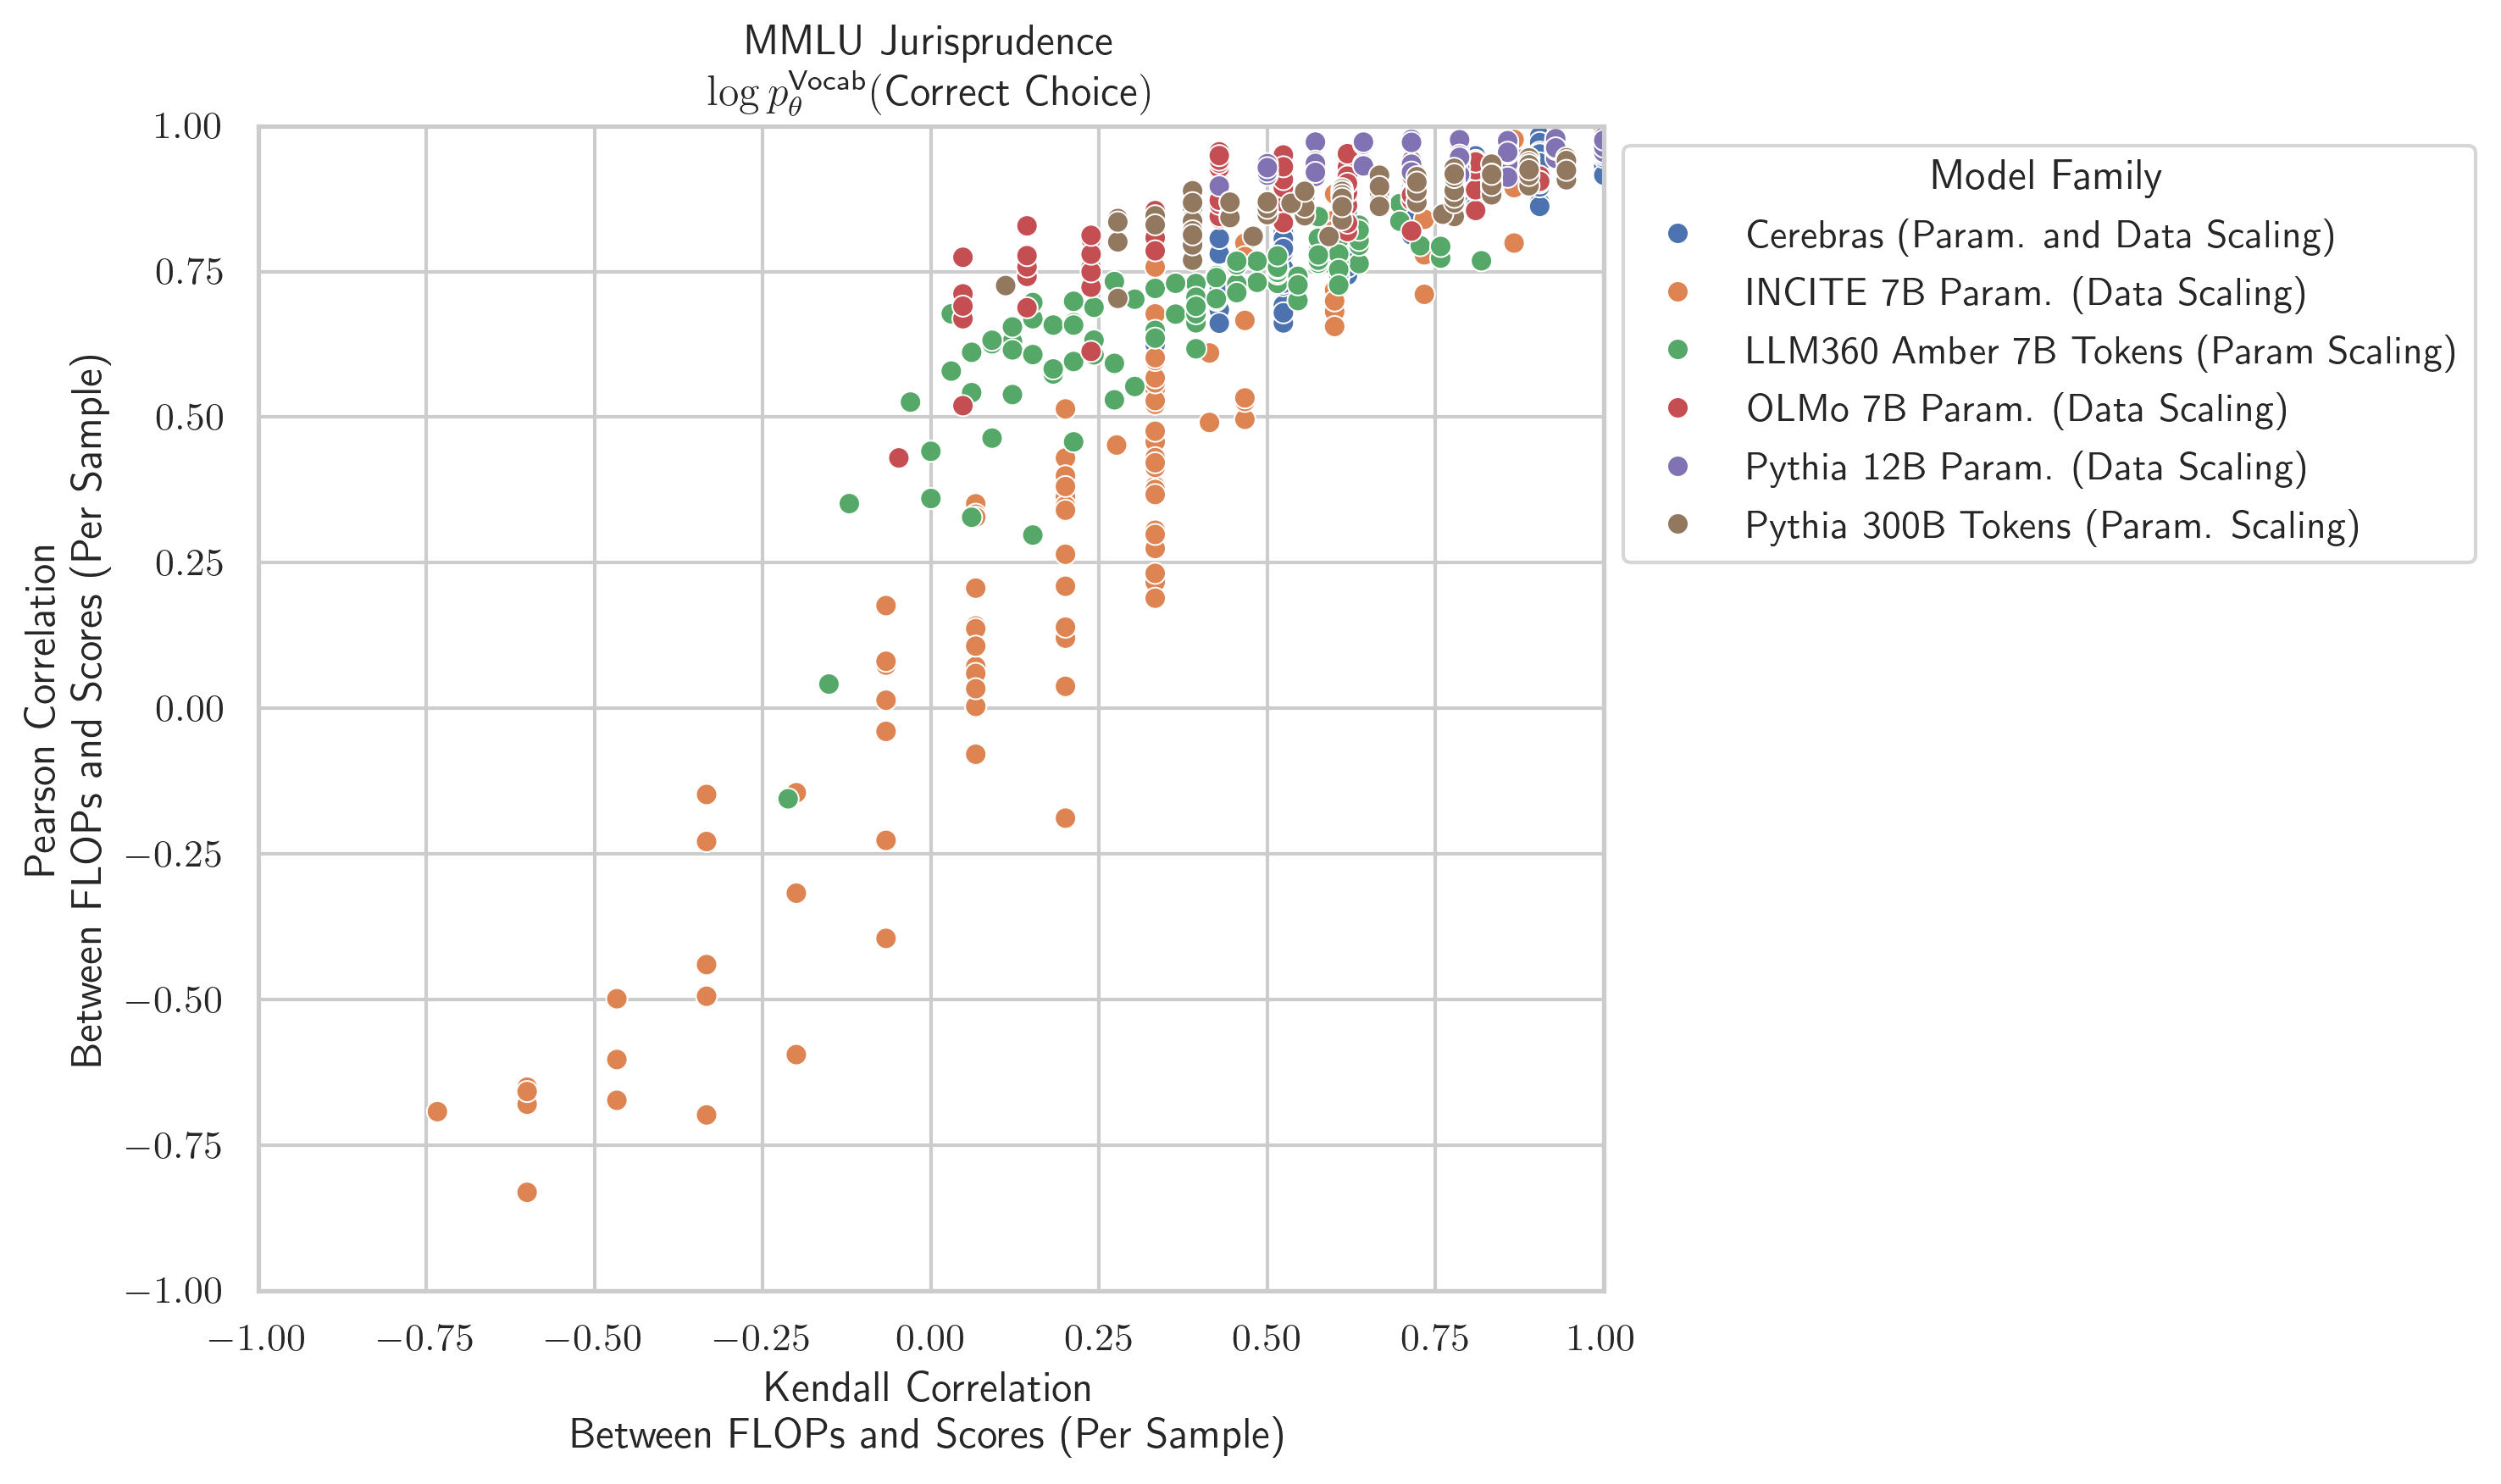 MMLU Jurisprudence
log p_θ^Vocab(Correct Choice)
1.00
0.75
0.50
0.25
0.00
−0.25
−0.50
−0.75
−1.00
Pearson Correlation
Between FLOPs and Scores (Per Sample)
−1.00 −0.75 −0.50 −0.25 0.00 0.25 0.50 0.75 1.00
Kendall Correlation
Between FLOPs and Scores (Per Sample)
Model Family
Cerebras (Param. and Data Scaling)
INCITE 7B Param. (Data Scaling)
LLM360 Amber 7B Tokens (Param Scaling)
OLMo 7B Param. (Data Scaling)
Pythia 12B Param. (Data Scaling)
Pythia 300B Tokens (Param. Scaling)